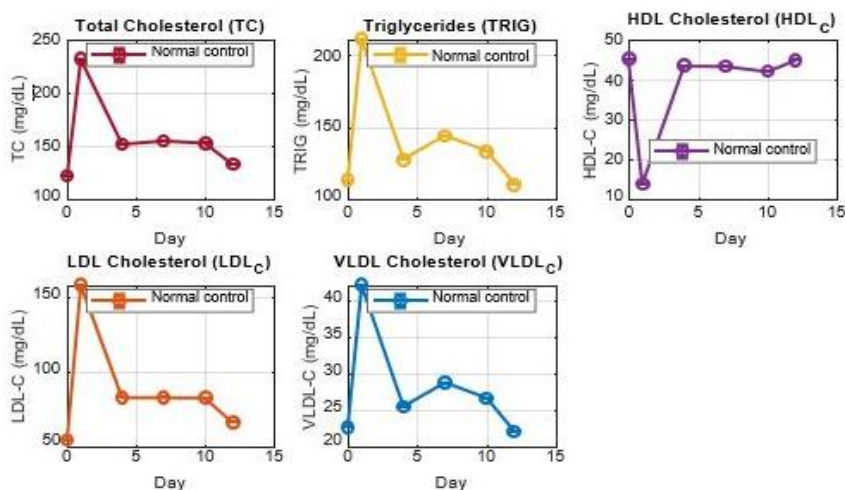 Total Cholesterol (TC)
250
200
150
100
TC (mg/dL)
Normal control
0 5 10 15
Day
Triglycerides (TRIG)
200
150
100
TRIG (mg/dL)
Normal control
0 5 10 15
Day
HDL Cholesterol (HDL_C)
50
40
30
20
10
HDL-C (mg/dL)
Normal control
0 5 10 15
Day
LDL Cholesterol (LDL_C)
150
100
50
LDL-C (mg/dL)
Normal control
0 5 10 15
Day
VLDL Cholesterol (VLDL_C)
40
35
30
25
20
VLDL-C (mg/dL)
Normal control
0 5 10 15
Day